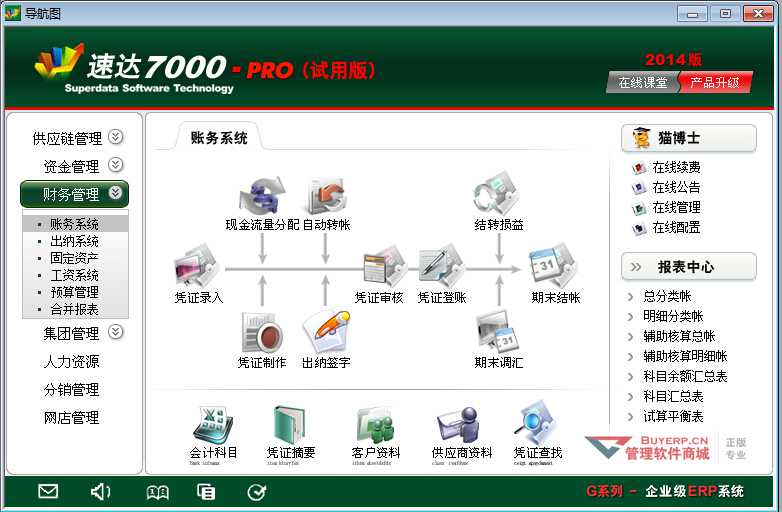 导航图
速达7000-PRO(试用版)
Superdata Software Technology
2014版
在线课堂 产品升级
供应链管理
资金管理
财务管理
账务系统
出纳系统
固定资产
工资系统
预算管理
合并报表
集团管理
人力资源
分销管理
网店管理
账务系统
现金流量分配 自动转帐 结转损益
凭证录入 凭证审核 凭证登账 期末结帐
凭证制作 出纳签字 期末调汇
会计科目 凭证摘要 客户资料 供应商资料 凭证查找
猫博士
在线续费
在线公告
在线管理
在线配置
报表中心
总分类帐
明细分类帐
辅助核算总帐
辅助核算明细帐
科目余额汇总表
科目汇总表
试算平衡表
BUYERP.CN
管理软件商城
正版
专业
G系列 - 企业级ERP系统